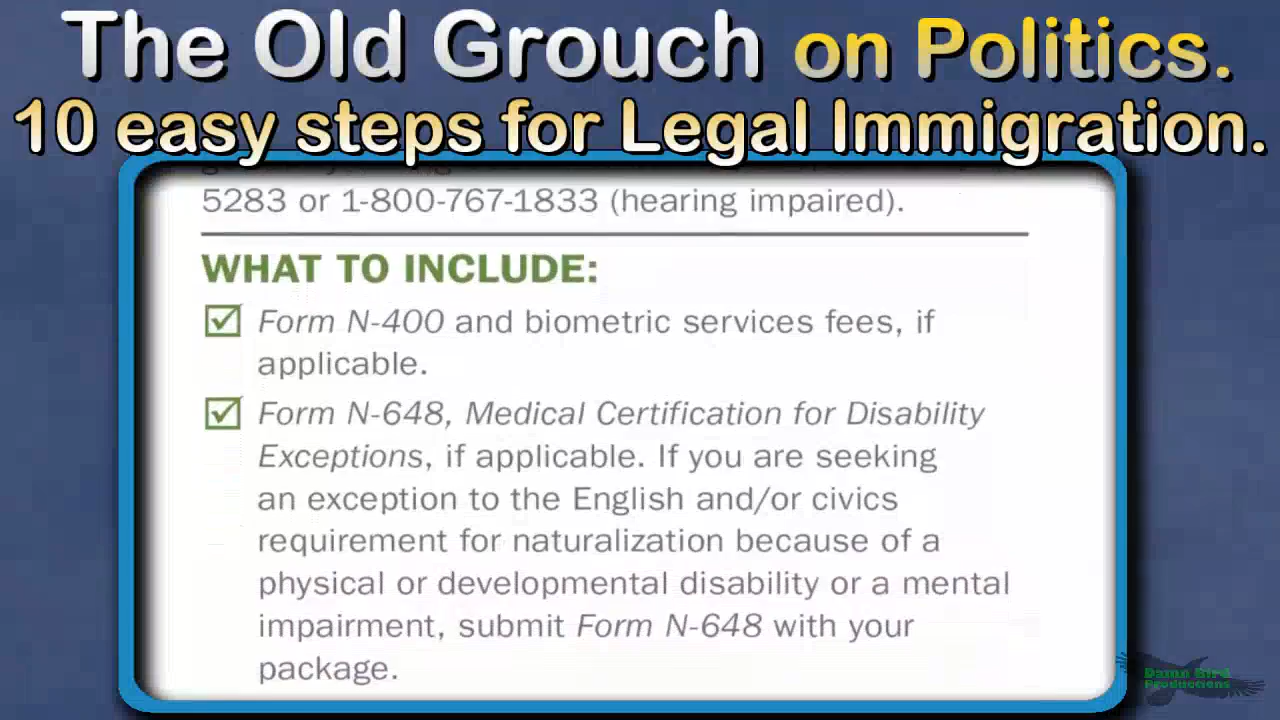 The Old Grouch on Politics.
10 easy steps for Legal Immigration.
5283 or 1-800-767-1833 (hearing impaired).
WHAT TO INCLUDE:
Form N-400 and biometric services fees, if
applicable.
Form N-648, Medical Certification for Disability
Exceptions, if applicable. If you are seeking
an exception to the English and/or civics
requirement for naturalization because of a
physical or developmental disability or a mental
impairment, submit Form N-648 with your
package.
Damn Bird
Productions